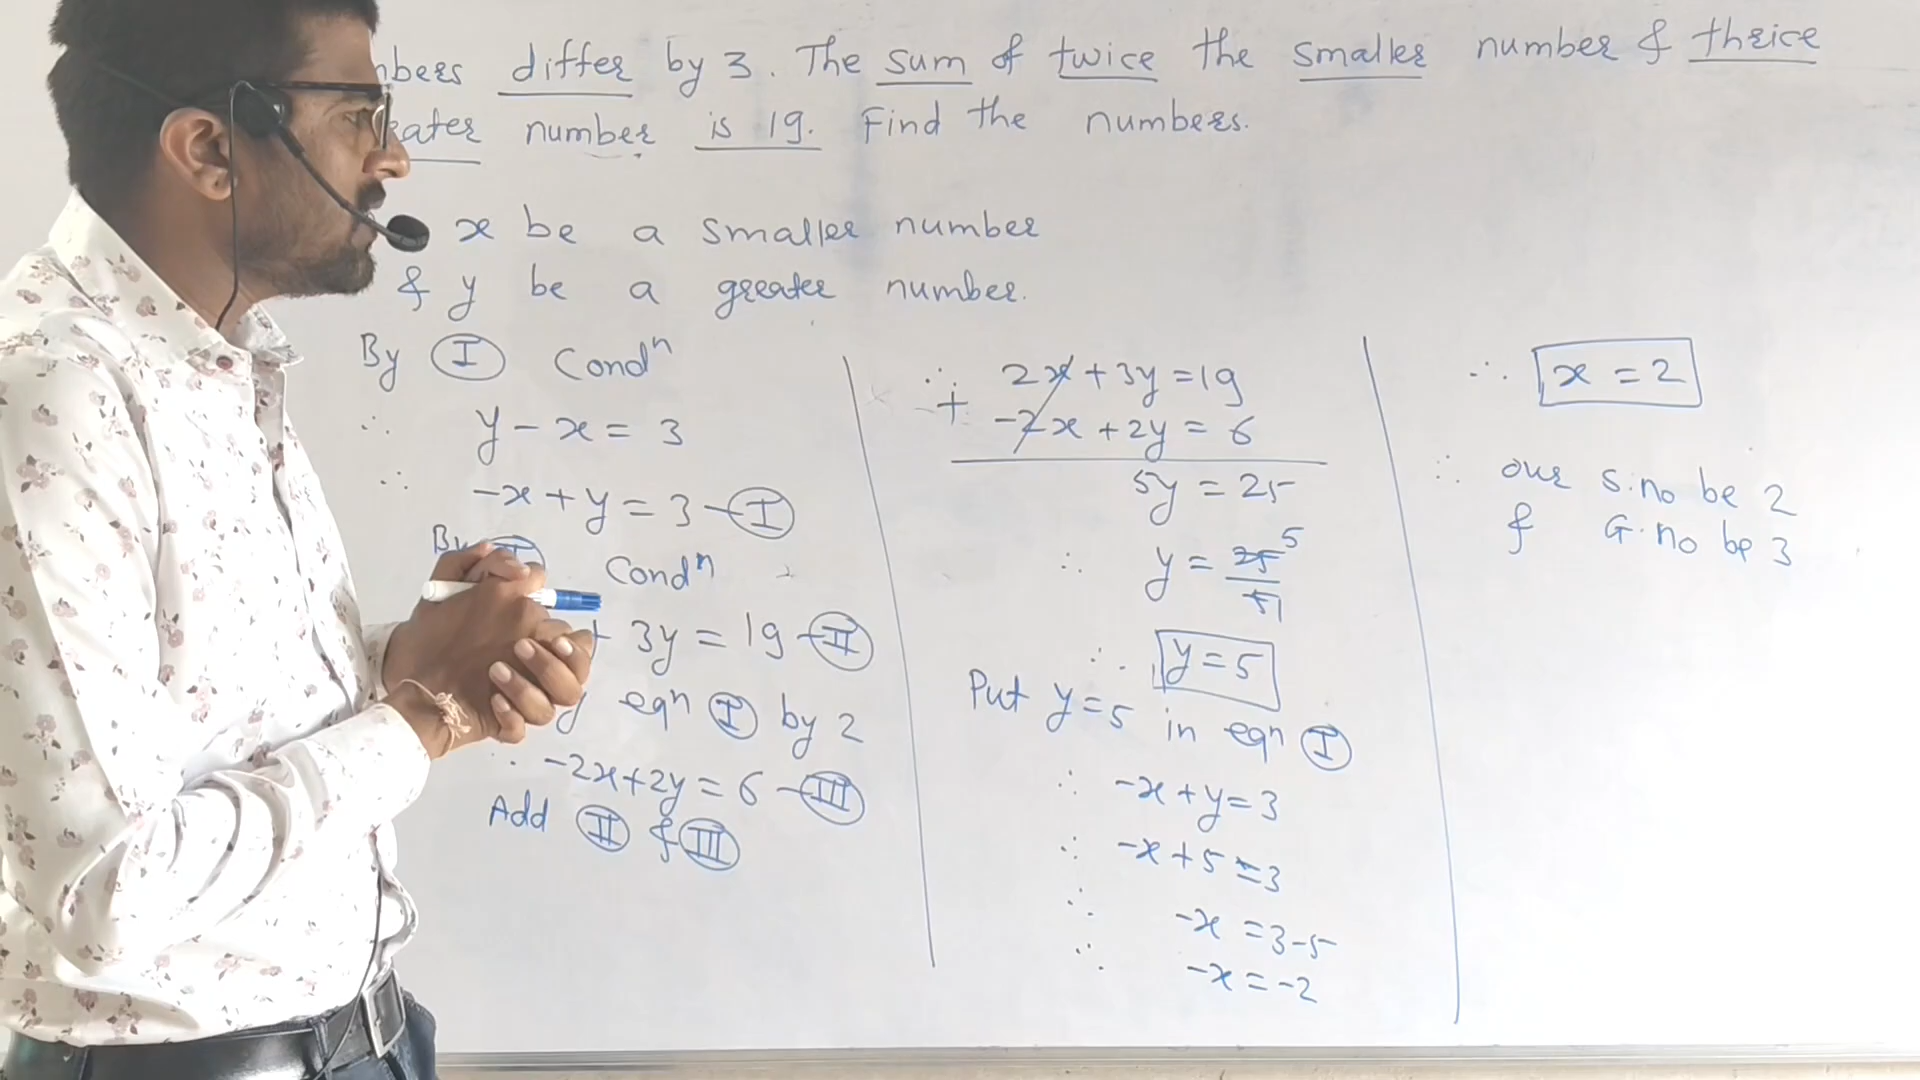 differ by 3. The sum of twice the smaller number & thrice
number is 19. Find the numbers.
x be a smaller number
& y be a greater number.
By I Condⁿ
∴ y - x = 3
∴ -x + y = 3 - I
By Condⁿ
+ 3y = 19 - II
eqⁿ I by 2
∴ -2x + 2y = 6 - III
Add II & III
∴ 2x + 3y = 19
+ -2x + 2y = 6
5y = 25
∴ y = 25/5 5 1
∴ y = 5
Put y = 5 in eqⁿ I
∴ -x + y = 3
∴ -x + 5 = 3
∴ -x = 3 - 5
∴ -x = -2
∴ x = 2
∴ our S. no be 2
& G. no be 3